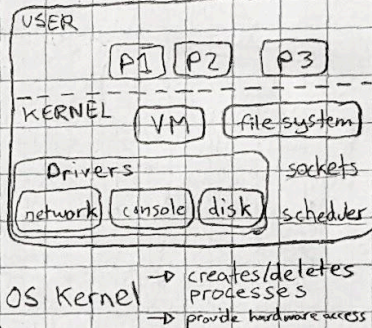 USER
P1 P2 P3
KERNEL
VM file system
Drivers sockets
network console disk scheduler
OS Kernel → creates/deletes
processes
→ provide hardware access